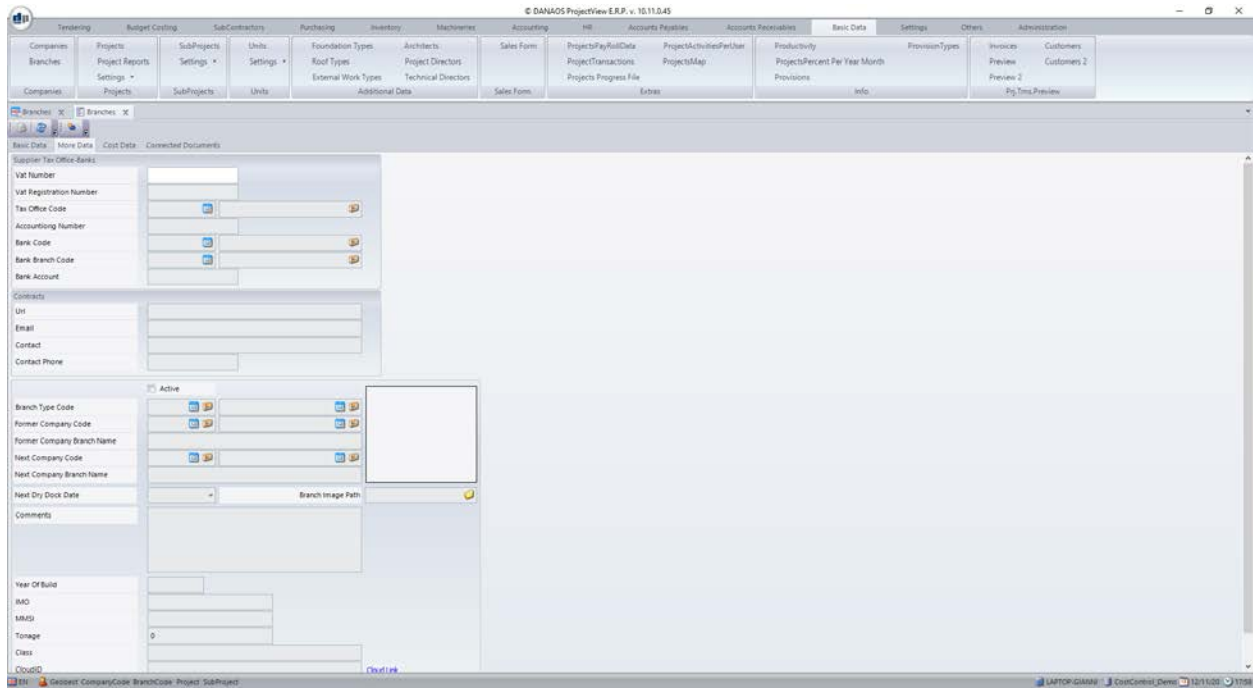 © DANAOS ProjectView E.R.P. v. 10.11.0.45
Tendering Budget Costing SubContractors Purchasing Inventory Machineries Accounting HR Accounts Payables Accounts Receivables Basic Data Settings Others Administration
Companies Projects SubProjects Units Foundation Types Architects Sales Form ProjectsPayRollData ProjectActivitiesPerUser Productivity ProvisionTypes Invoices Customers
Branches Project Reports Settings Settings Roof Types Project Directors ProjectTransactions ProjectsMap ProjectsPercent Per Year Month Preview Customers 2
Settings External Work Types Technical Directors Projects Progress File Provisions Preview 2
Companies Projects SubProjects Units Additional Data Sales Form Extras Info Prj.Trns.Preview
Branches Branches
Basic Data More Data Cost Data Connected Documents
Supplier Tax Office-Banks
Vat Number
Vat Registration Number
Tax Office Code
Accountiong Number
Bank Code
Bank Branch Code
Bank Account
Contracts
Url
Email
Contact
Contact Phone
Active
Branch Type Code
Former Company Code
Former Company Branch Name
Next Company Code
Next Company Branch Name
Next Dry Dock Date Branch Image Path
Comments
Year Of Build
IMO
MMSI
Tonage 0
Class
CloudID Cloud Link
EN Geotest CompanyCode BranchCode Project SubProject LAPTOP-GIANNI CostControl_Demo 12/11/20 17:58